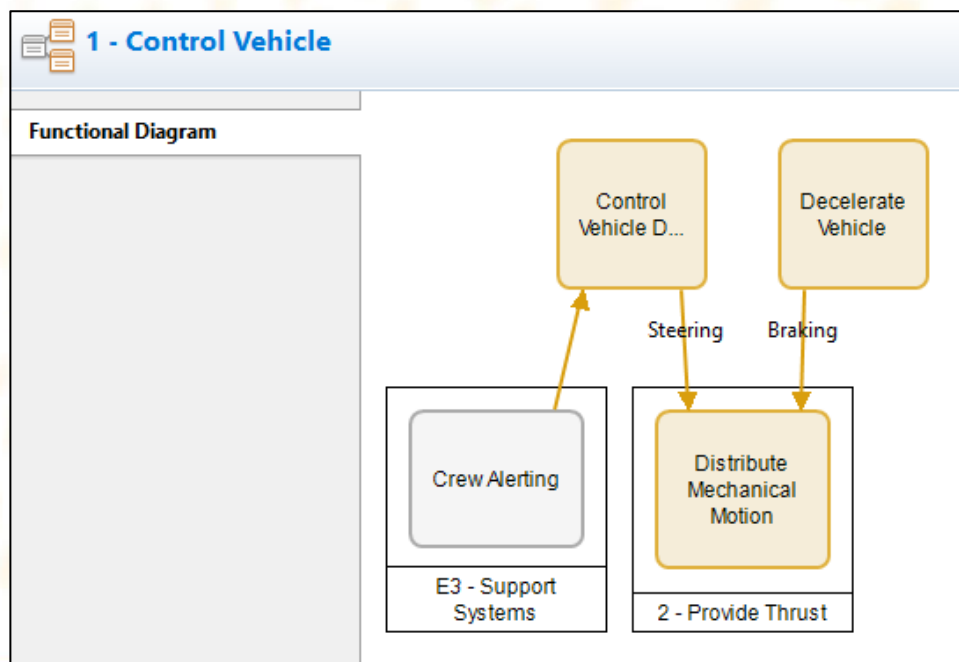 1 - Control Vehicle
Functional Diagram
Control
Vehicle D...
Decelerate
Vehicle
Steering
Braking
Crew Alerting
Distribute
Mechanical
Motion
E3 - Support
Systems
2 - Provide Thrust